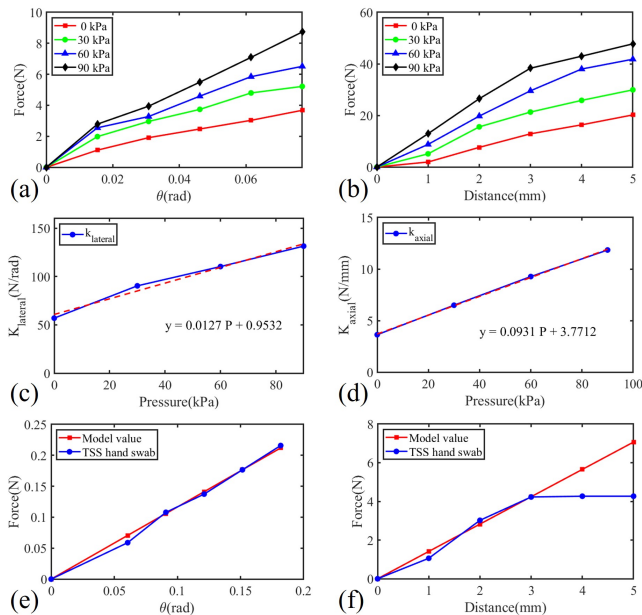 10
8
6
4
2
0
Force(N)
0 kPa
30 kPa
60 kPa
90 kPa
0
0.02
0.04
0.06
θ(rad)
(a)
60
40
20
0
Force(N)
0 kPa
30 kPa
60 kPa
90 kPa
0
1
2
3
4
5
Distance(mm)
(b)
150
100
50
0
K_lateral(N/rad)
k_lateral
y = 0.0127 P + 0.9532
0
20
40
60
80
Pressure(kPa)
(c)
15
10
5
0
K_axial(N/mm)
k_axial
y = 0.0931 P + 3.7712
0
20
40
60
80
100
Pressure(kPa)
(d)
0.25
0.2
0.15
0.1
0.05
0
Force(N)
Model value
TSS hand swab
0
0.05
0.1
0.15
0.2
θ(rad)
(e)
8
6
4
2
0
Force(N)
Model value
TSS hand swab
0
1
2
3
4
5
Distance(mm)
(f)